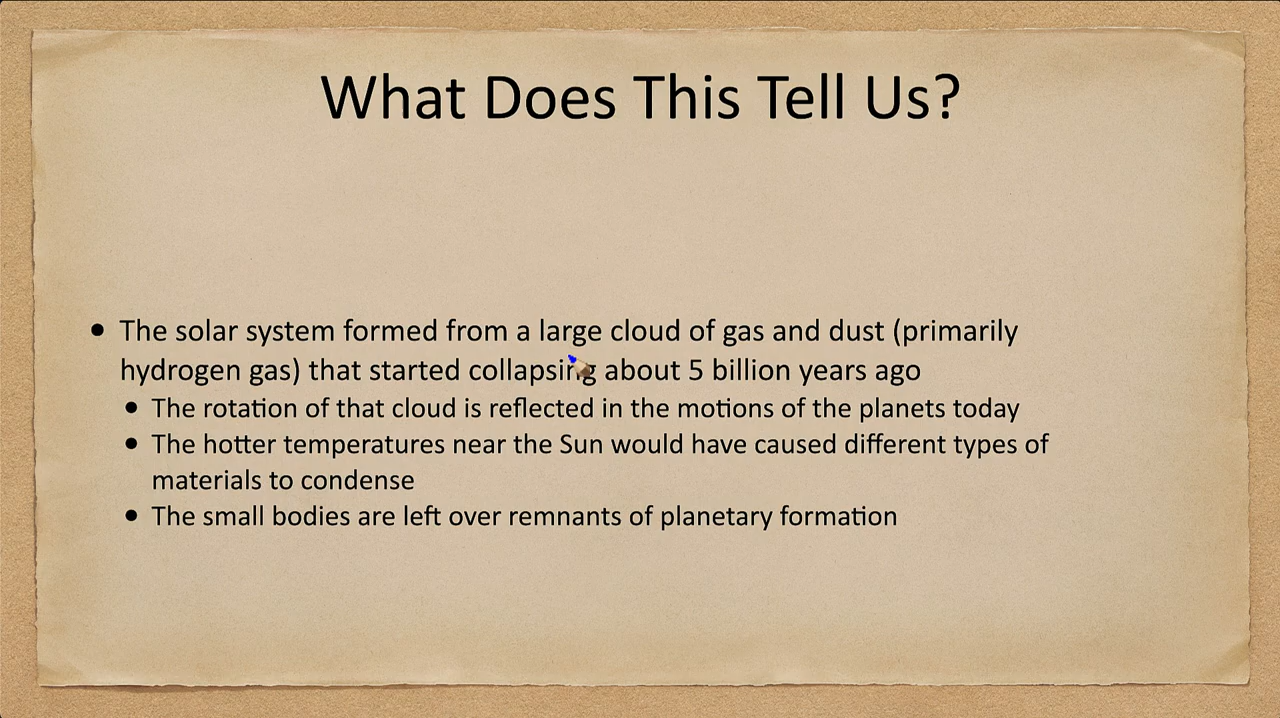 What Does This Tell Us?
• The solar system formed from a large cloud of gas and dust (primarily
hydrogen gas) that started collapsing about 5 billion years ago
• The rotation of that cloud is reflected in the motions of the planets today
• The hotter temperatures near the Sun would have caused different types of
materials to condense
• The small bodies are left over remnants of planetary formation